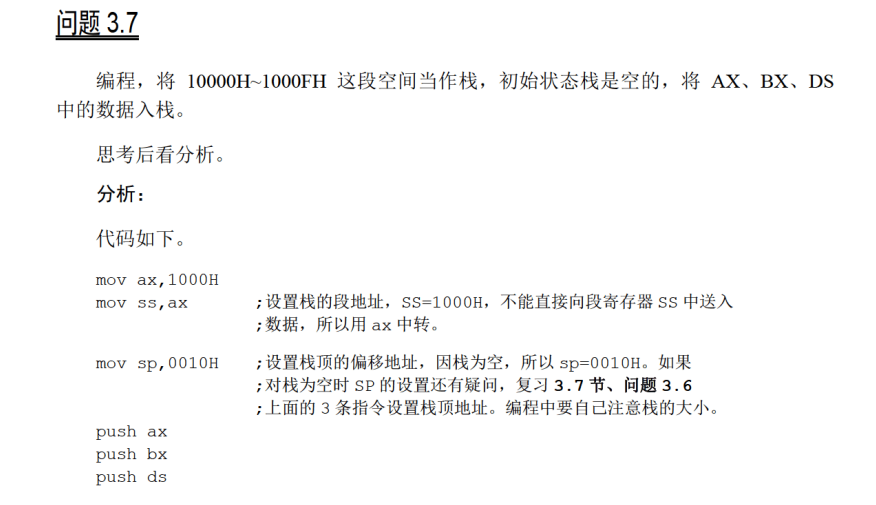 问题 3.7
编程，将 10000H~1000FH 这段空间当作栈，初始状态栈是空的，将 AX、BX、DS
中的数据入栈。
思考后看分析。
分析：
代码如下。
mov ax,1000H
mov ss,ax ;设置栈的段地址，SS=1000H，不能直接向段寄存器 SS 中送入
;数据，所以用 ax 中转。
mov sp,0010H ;设置栈顶的偏移地址，因栈为空，所以 sp=0010H。如果
;对栈为空时 SP 的设置还有疑问，复习 3.7 节、问题 3.6
;上面的 3 条指令设置栈顶地址。编程中要自己注意栈的大小。
push ax
push bx
push ds